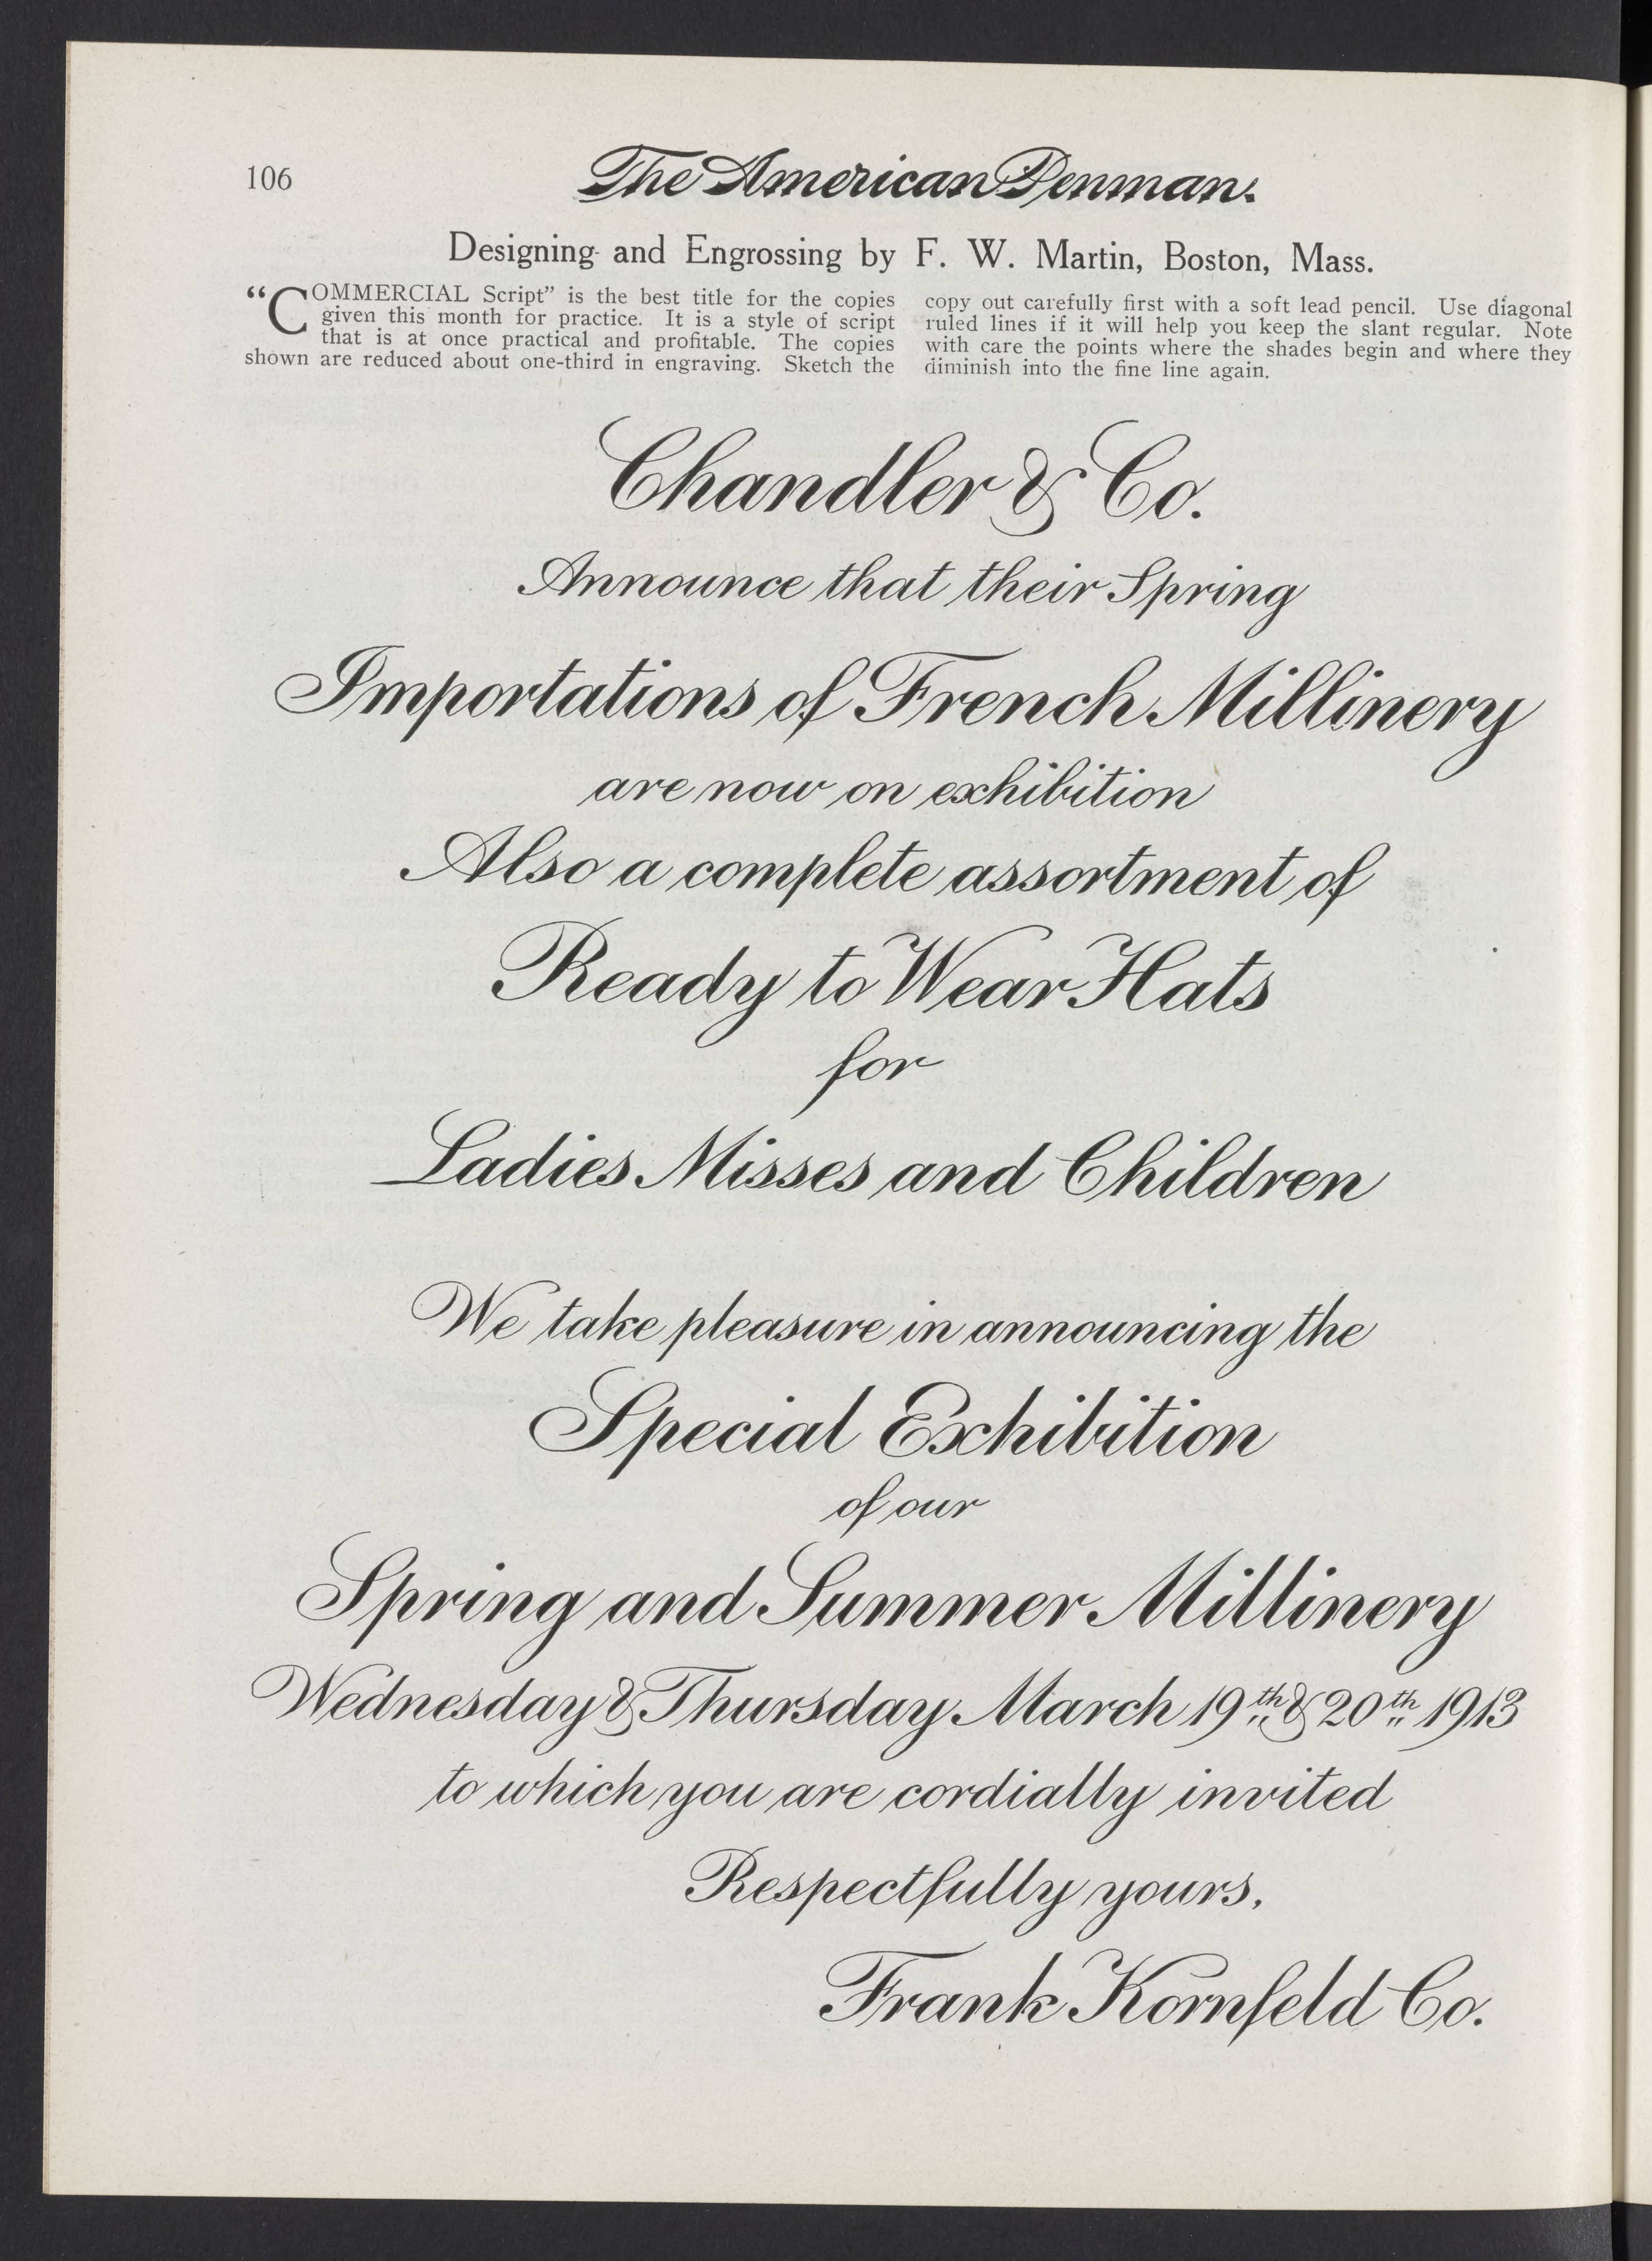 106
The American Penman.
Designing and Engrossing by F. W. Martin, Boston, Mass.
“COMMERCIAL Script” is the best title for the copies
given this month for practice. It is a style of script
that is at once practical and profitable. The copies
shown are reduced about one-third in engraving. Sketch the
copy out carefully first with a soft lead pencil. Use diagonal
ruled lines if it will help you keep the slant regular. Note
with care the points where the shades begin and where they
diminish into the fine line again.
Chandler & Co.
Announce that their Spring
Importations of French Millinery
are now on exhibition
Also a complete assortment of
Ready to Wear Hats
for
Ladies Misses and Children
We take pleasure in announcing the
Special Exhibition
of our
Spring and Summer Millinery
Wednesday & Thursday March 19th & 20th 1913
to which you are cordially invited
Respectfully yours,
Frank Kornfeld Co.